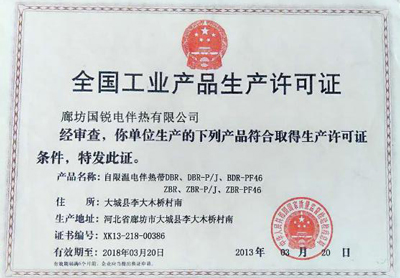 全国工业产品生产许可证
廊坊国锐电伴热有限公司
经审查，你单位生产的下列产品符合取得生产许可证
条件，特发此证。
产品名称：自限温电伴热带DBR、DBR-P/J、BDR-PF46
ZBR、ZBR-P/J、ZBR-PF46
住 所：大城县李大木桥村南
生产地址：河北省廊坊市大城县李大木桥村南
证书编号：XK13-218-00386
有效期至：2018年03月20日
2013 年 03 月 20 日